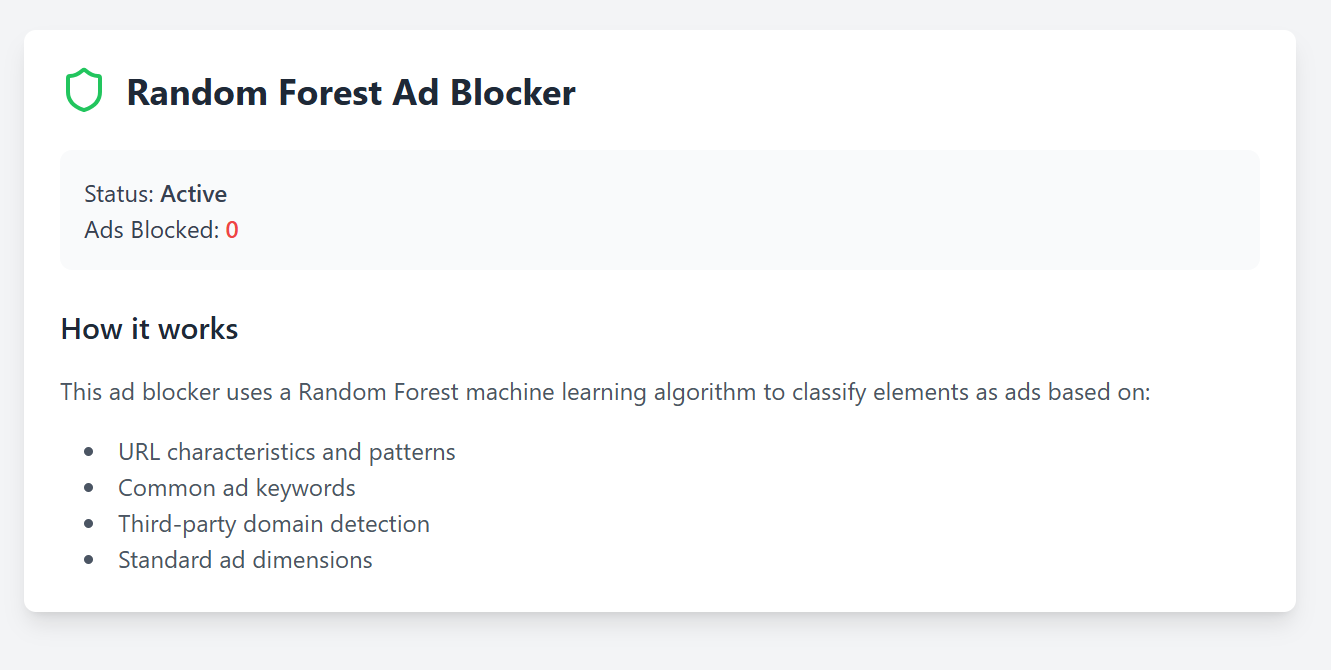 Random Forest Ad Blocker
Status: Active
Ads Blocked: 0
How it works
This ad blocker uses a Random Forest machine learning algorithm to classify elements as ads based on:
• URL characteristics and patterns
• Common ad keywords
• Third-party domain detection
• Standard ad dimensions